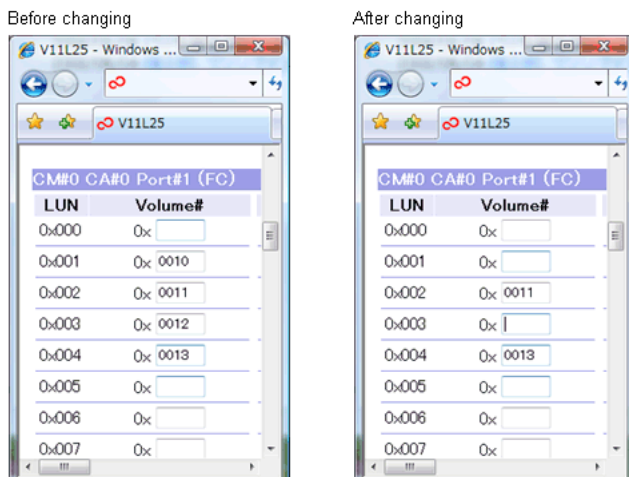 Before changing
V11L25 - Windows ...
V11L25
CM#0 CA#0 Port#1 (FC)
LUN Volume#
0x000 0x
0x001 0x 0010
0x002 0x 0011
0x003 0x 0012
0x004 0x 0013
0x005 0x
0x006 0x
0x007 0x
After changing
V11L25 - Windows ...
V11L25
CM#0 CA#0 Port#1 (FC)
LUN Volume#
0x000 0x
0x001 0x
0x002 0x 0011
0x003 0x
0x004 0x 0013
0x005 0x
0x006 0x
0x007 0x